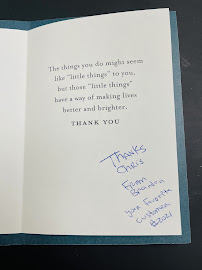 The things you do might seem
like "little things" to you,
but those "little things"
have a way of making lives
better and brighter.
THANK YOU
Thanks
Chris
From
Brandon
your Favorite
customer
2021